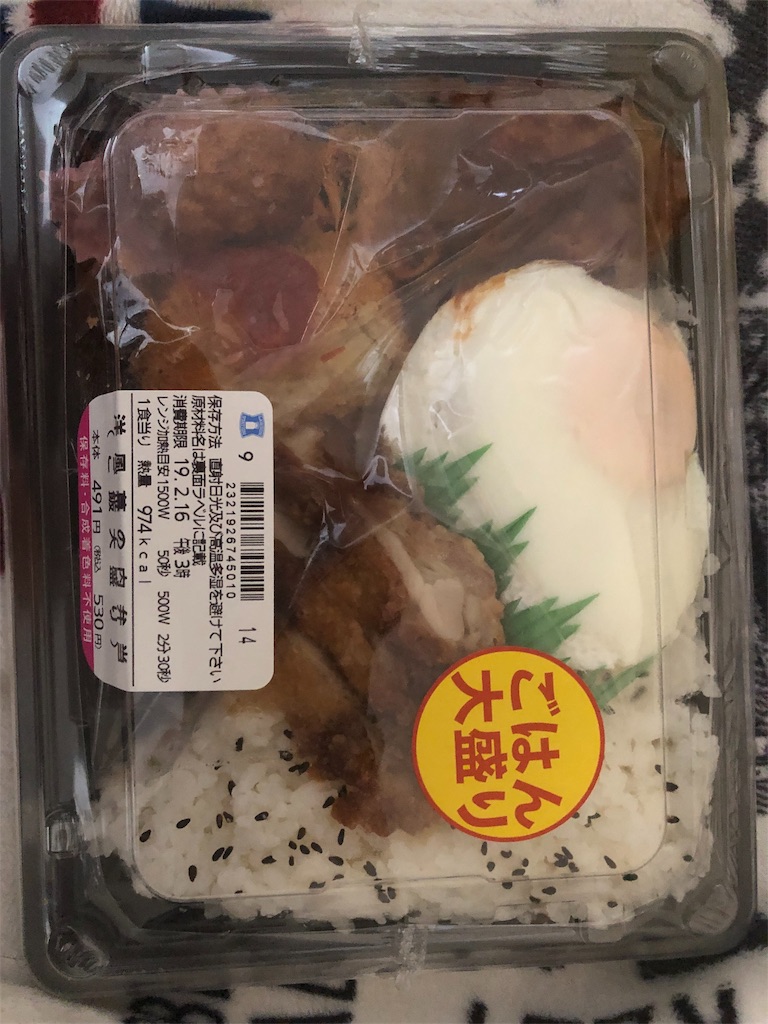 9 14
2321926745010
保存方法 直射日光及び高温多湿を避けて下さい
原材料名は裏面ラベルに記載
消費期限 19.2.16 午後3時
レンジ加熱目安1500W 50秒 500W 2分30秒
1食当り 熱量 974kcal
洋風 弁当
本体 491円 (税込 530円)
保存料・合成着色料不使用
ごはん
大盛り